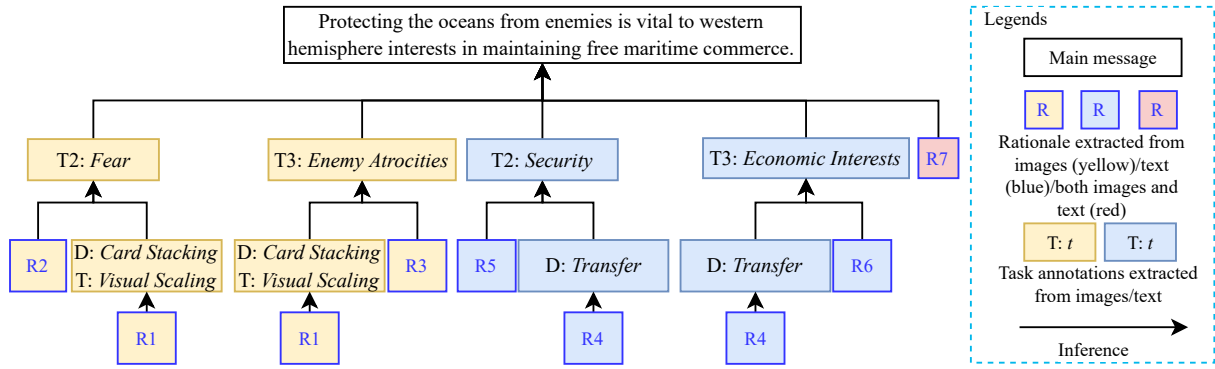 Protecting the oceans from enemies is vital to western
hemisphere interests in maintaining free maritime commerce.
T2: Fear
T3: Enemy Atrocities
T2: Security
T3: Economic Interests
R7
R2
D: Card Stacking
T: Visual Scaling
D: Card Stacking
T: Visual Scaling
R3
R5
D: Transfer
D: Transfer
R6
R1
R1
R4
R4
Legends
Main message
R
R
R
Rationale extracted from
images (yellow)/text
(blue)/both images and
text (red)
T: t
T: t
Task annotations extracted
from images/text
Inference